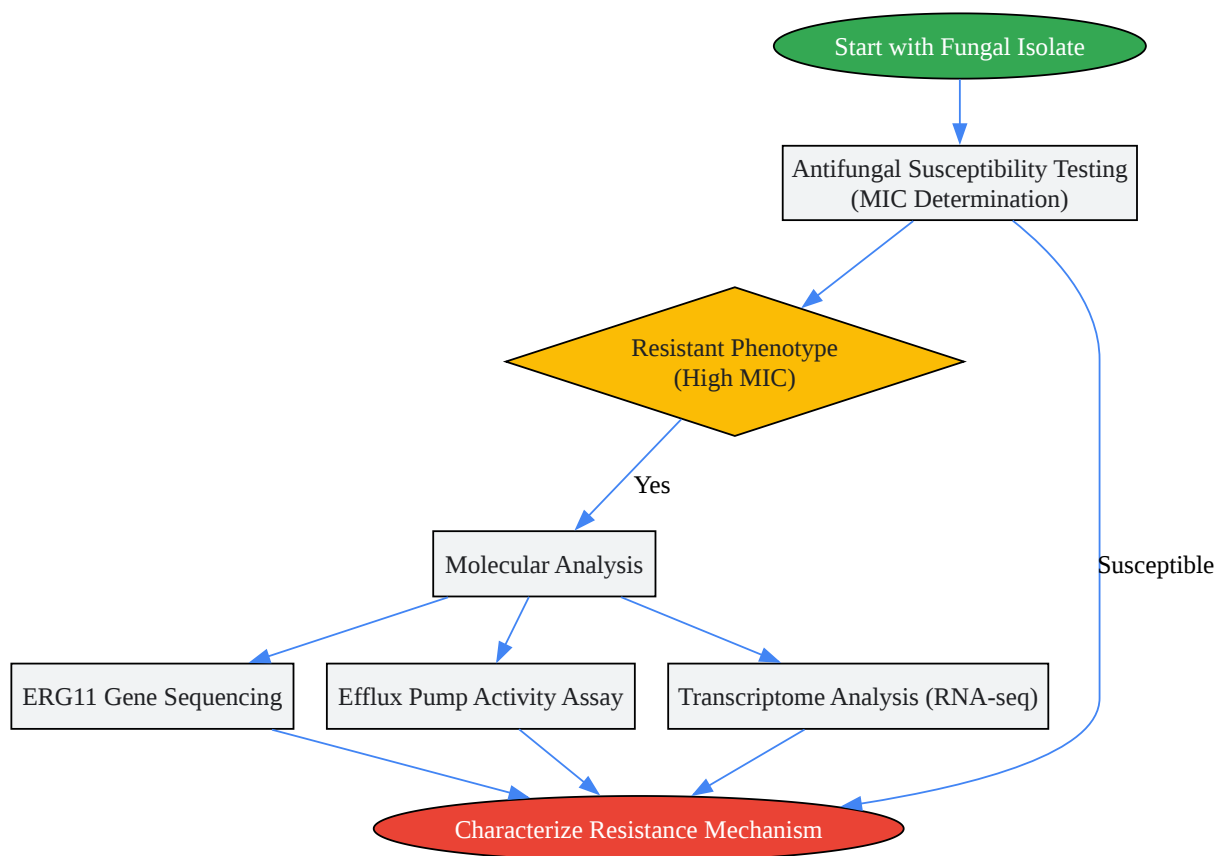 Start with Fungal Isolate
Antifungal Susceptibility Testing
(MIC Determination)
Resistant Phenotype
(High MIC)
Yes
Molecular Analysis
Susceptible
ERG11 Gene Sequencing
Efflux Pump Activity Assay
Transcriptome Analysis (RNA-seq)
Characterize Resistance Mechanism